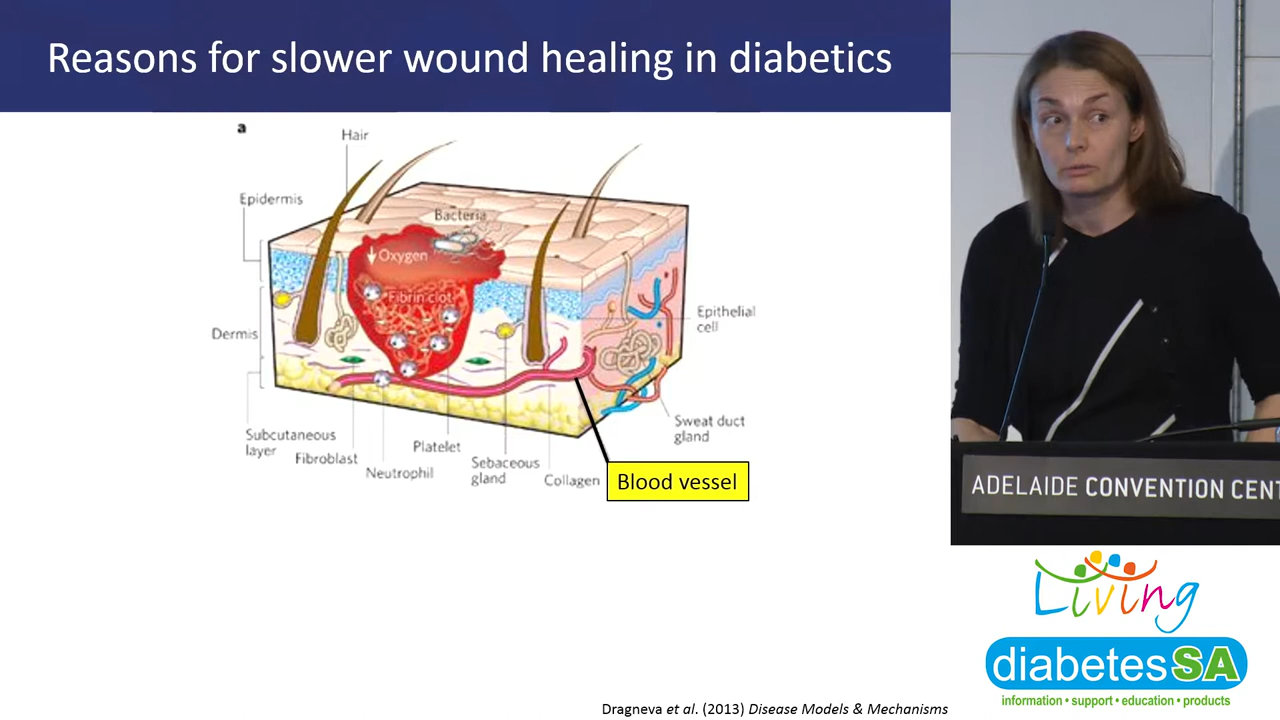 Reasons for slower wound healing in diabetics
a
Hair
Epidermis
Bacteria
Oxygen
Fibrin clot
Epithelial
cell
Dermis
Sweat duct
gland
Subcutaneous
layer
Fibroblast
Neutrophil
Platelet
Sebaceous
gland
Collagen
Blood vessel
Dragneva et al. (2013) Disease Models & Mechanisms
ADELAIDE CONVENTION CENT
Living
diabetesSA
information • support • education • products